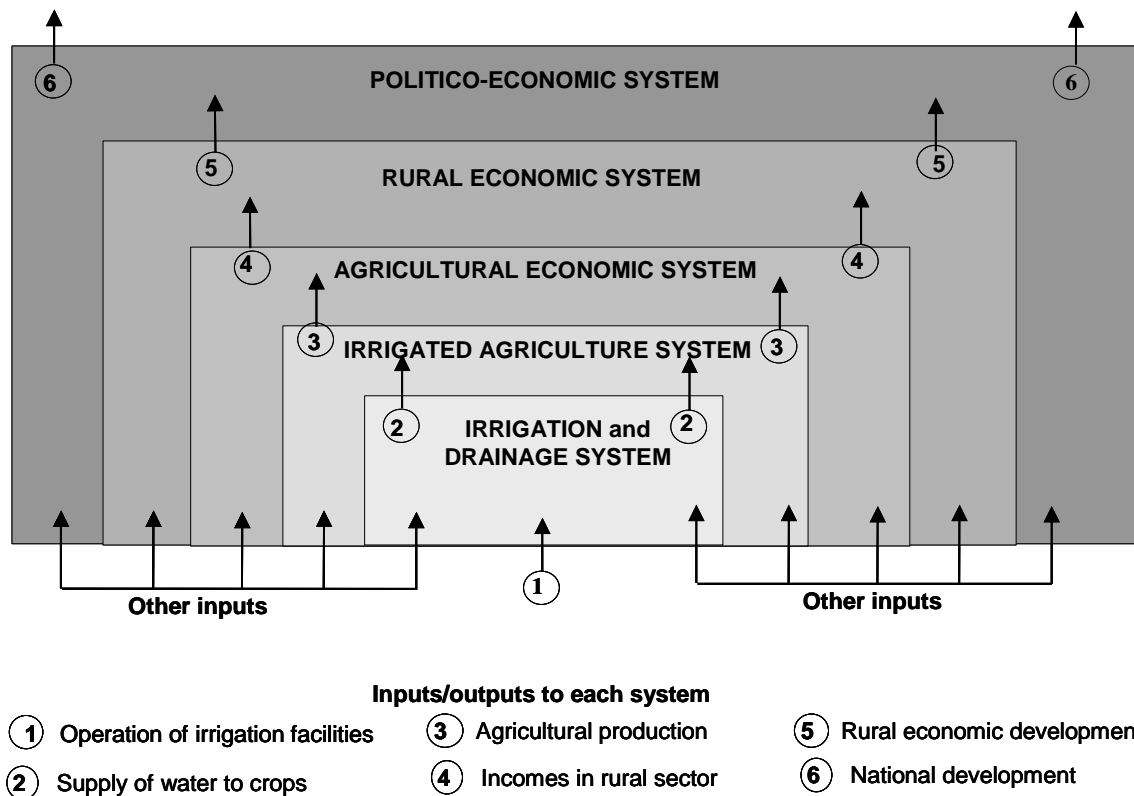 6
6
POLITICO-ECONOMIC SYSTEM
5
5
RURAL ECONOMIC SYSTEM
4
4
AGRICULTURAL ECONOMIC SYSTEM
3
IRRIGATED AGRICULTURE SYSTEM
3
2
2
IRRIGATION and
DRAINAGE SYSTEM
1
Other inputs
Other inputs
Inputs/outputs to each system
1 Operation of irrigation facilities
3 Agricultural production
5 Rural economic development
2 Supply of water to crops
4 Incomes in rural sector
6 National development